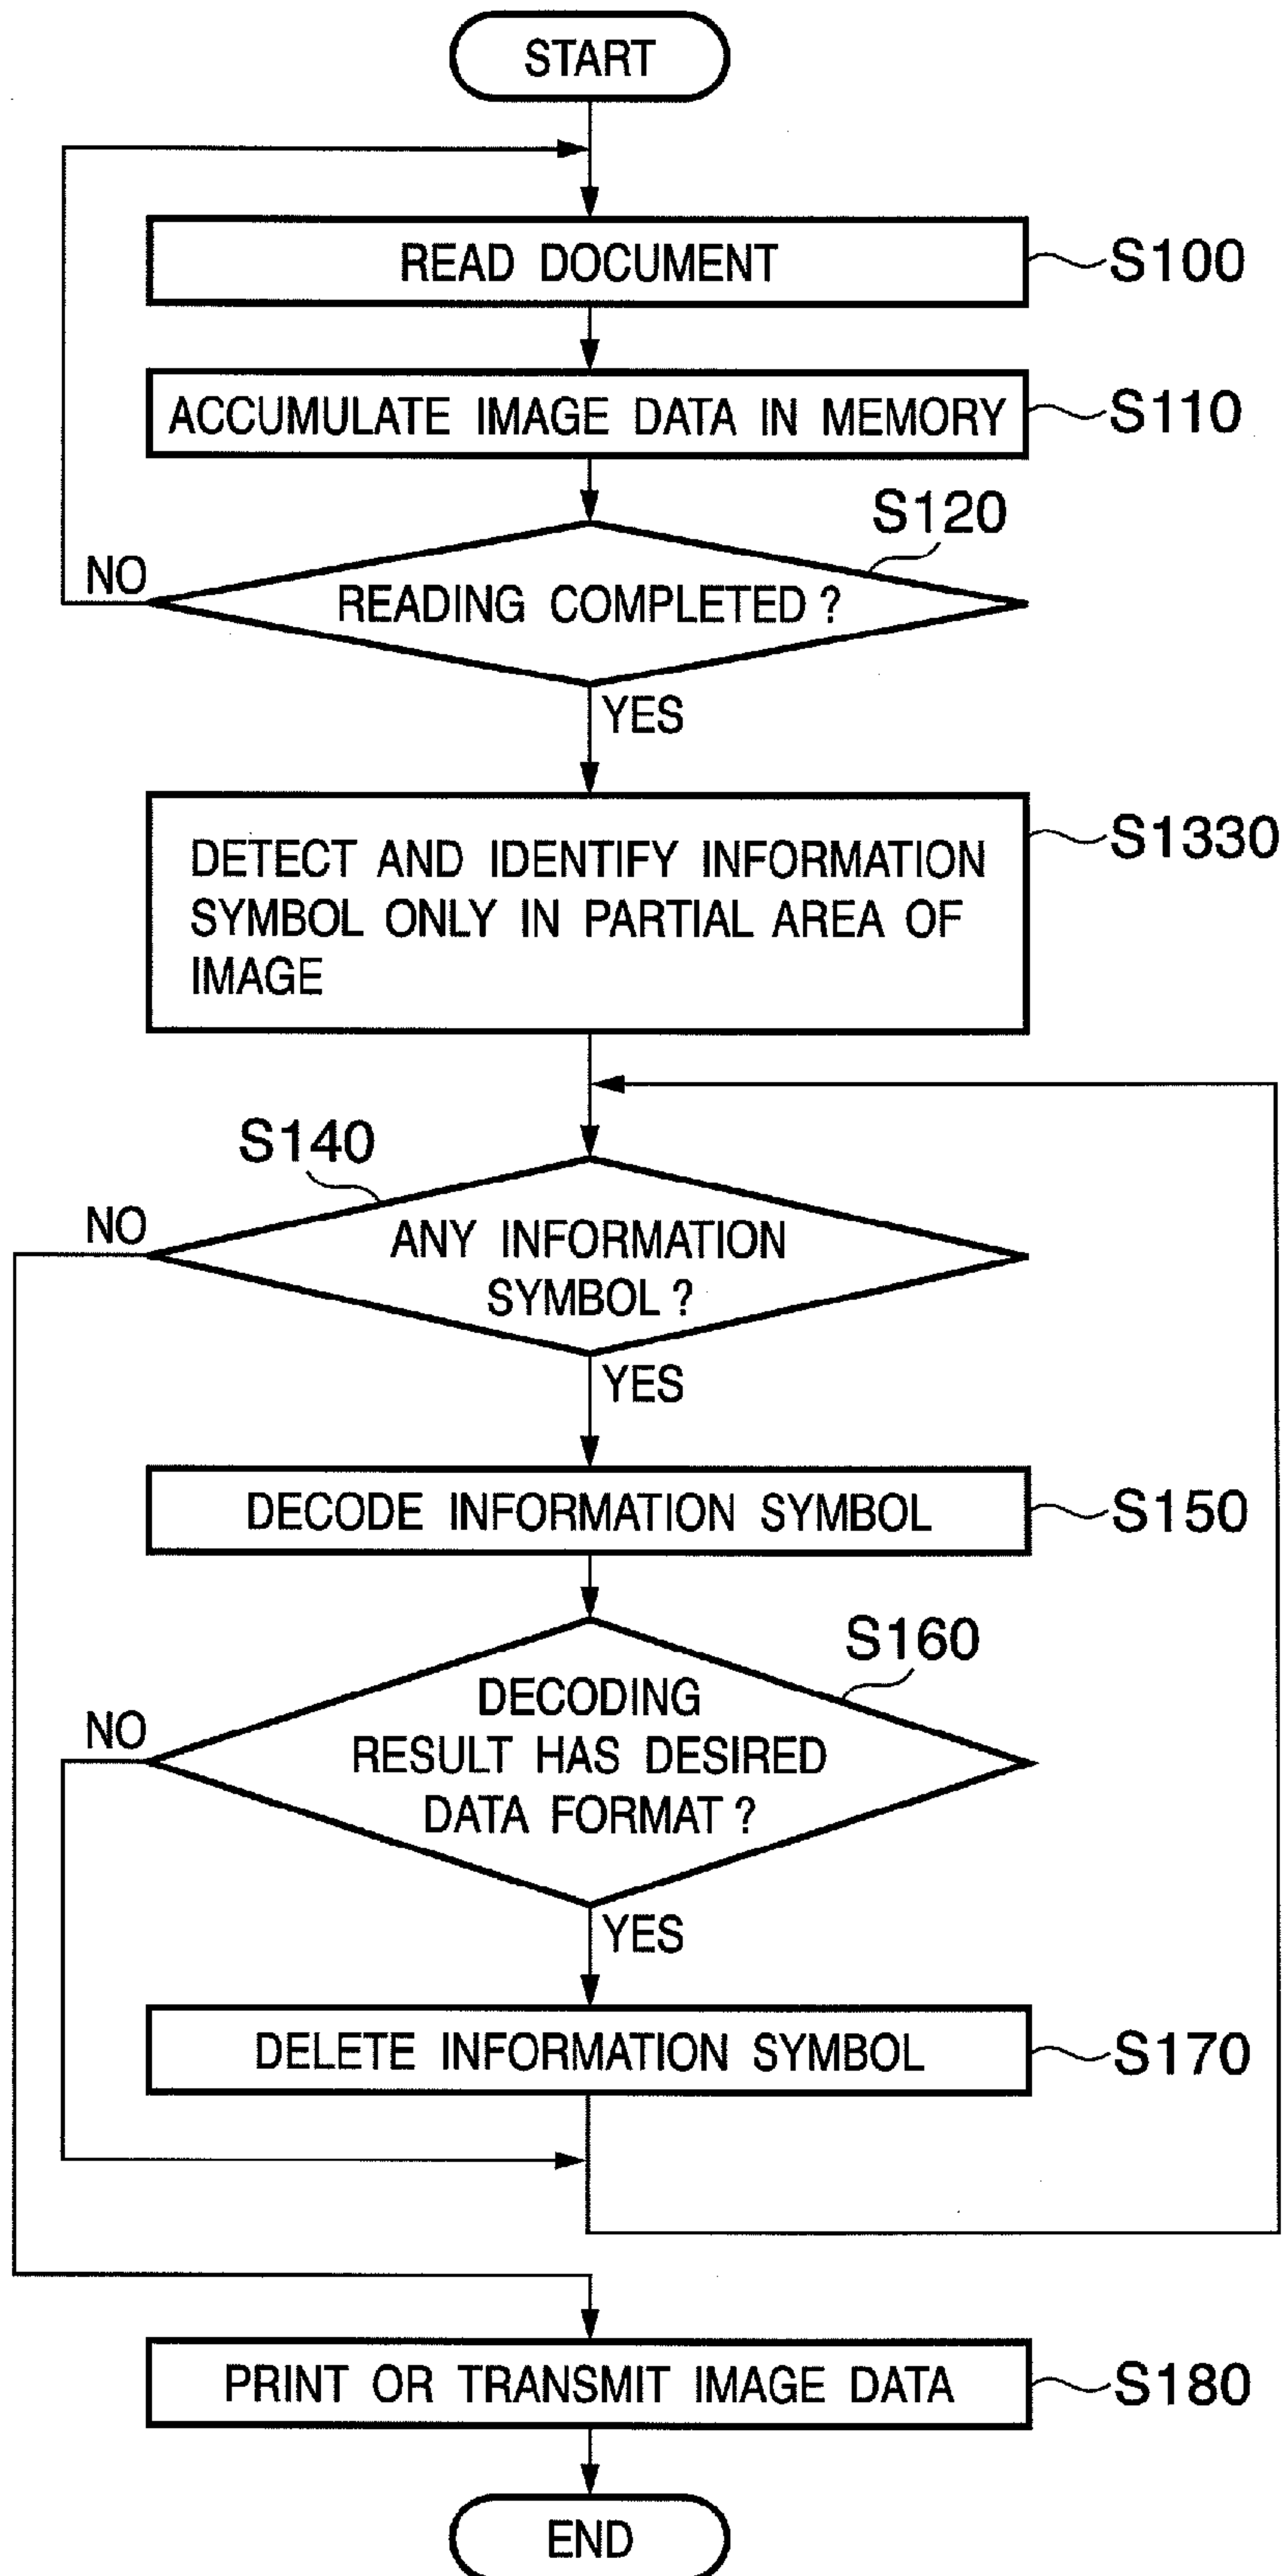 START
READ DOCUMENT
S100
ACCUMULATE IMAGE DATA IN MEMORY
S110
S120
NO
READING COMPLETED ?
YES
S1330
DETECT AND IDENTIFY INFORMATION
SYMBOL ONLY IN PARTIAL AREA OF
IMAGE
S140
NO
ANY INFORMATION
SYMBOL ?
YES
DECODE INFORMATION SYMBOL
S150
S160
NO
DECODING
RESULT HAS DESIRED
DATA FORMAT ?
YES
DELETE INFORMATION SYMBOL
S170
PRINT OR TRANSMIT IMAGE DATA
S180
END